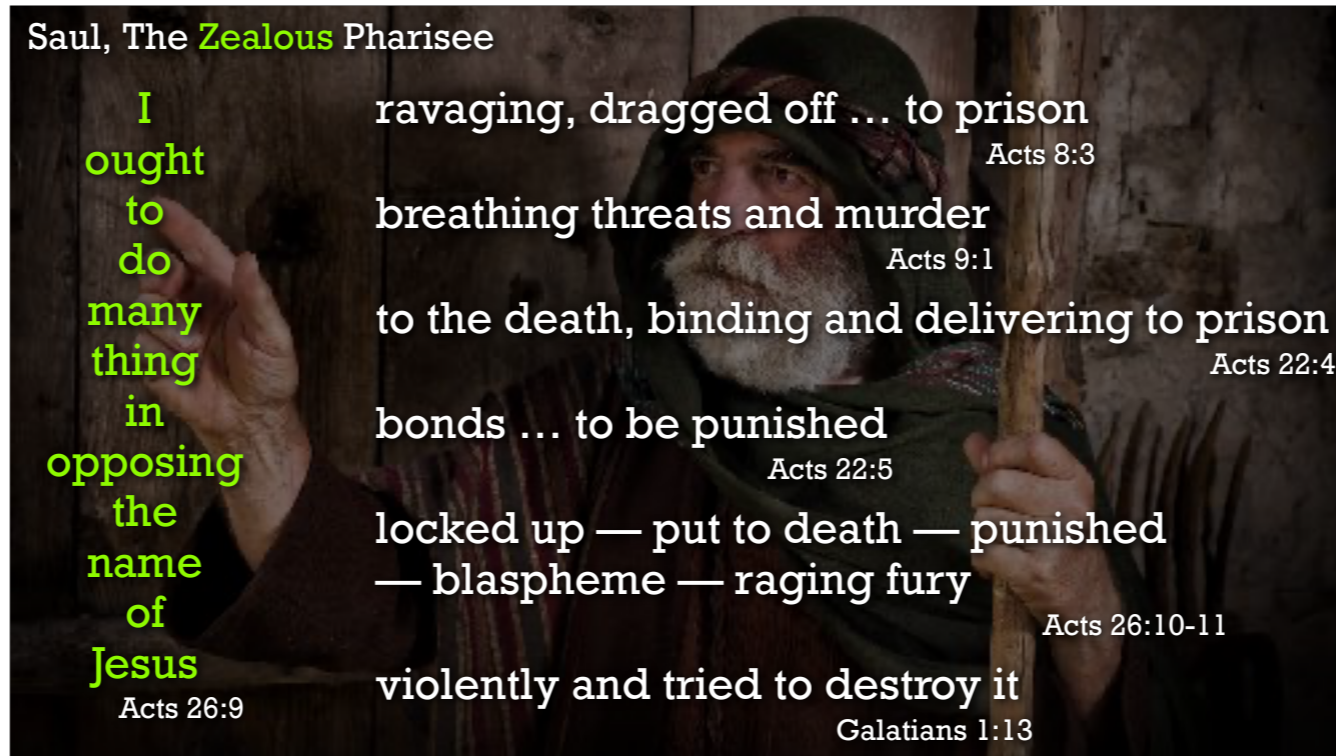 Saul, The Zealous Pharisee
I
ought
to
do
many
thing
in
opposing
the
name
of
Jesus
Acts 26:9
ravaging, dragged off … to prison
Acts 8:3
breathing threats and murder
Acts 9:1
to the death, binding and delivering to prison
Acts 22:4
bonds … to be punished
Acts 22:5
locked up — put to death — punished
— blaspheme — raging fury
Acts 26:10-11
violently and tried to destroy it
Galatians 1:13